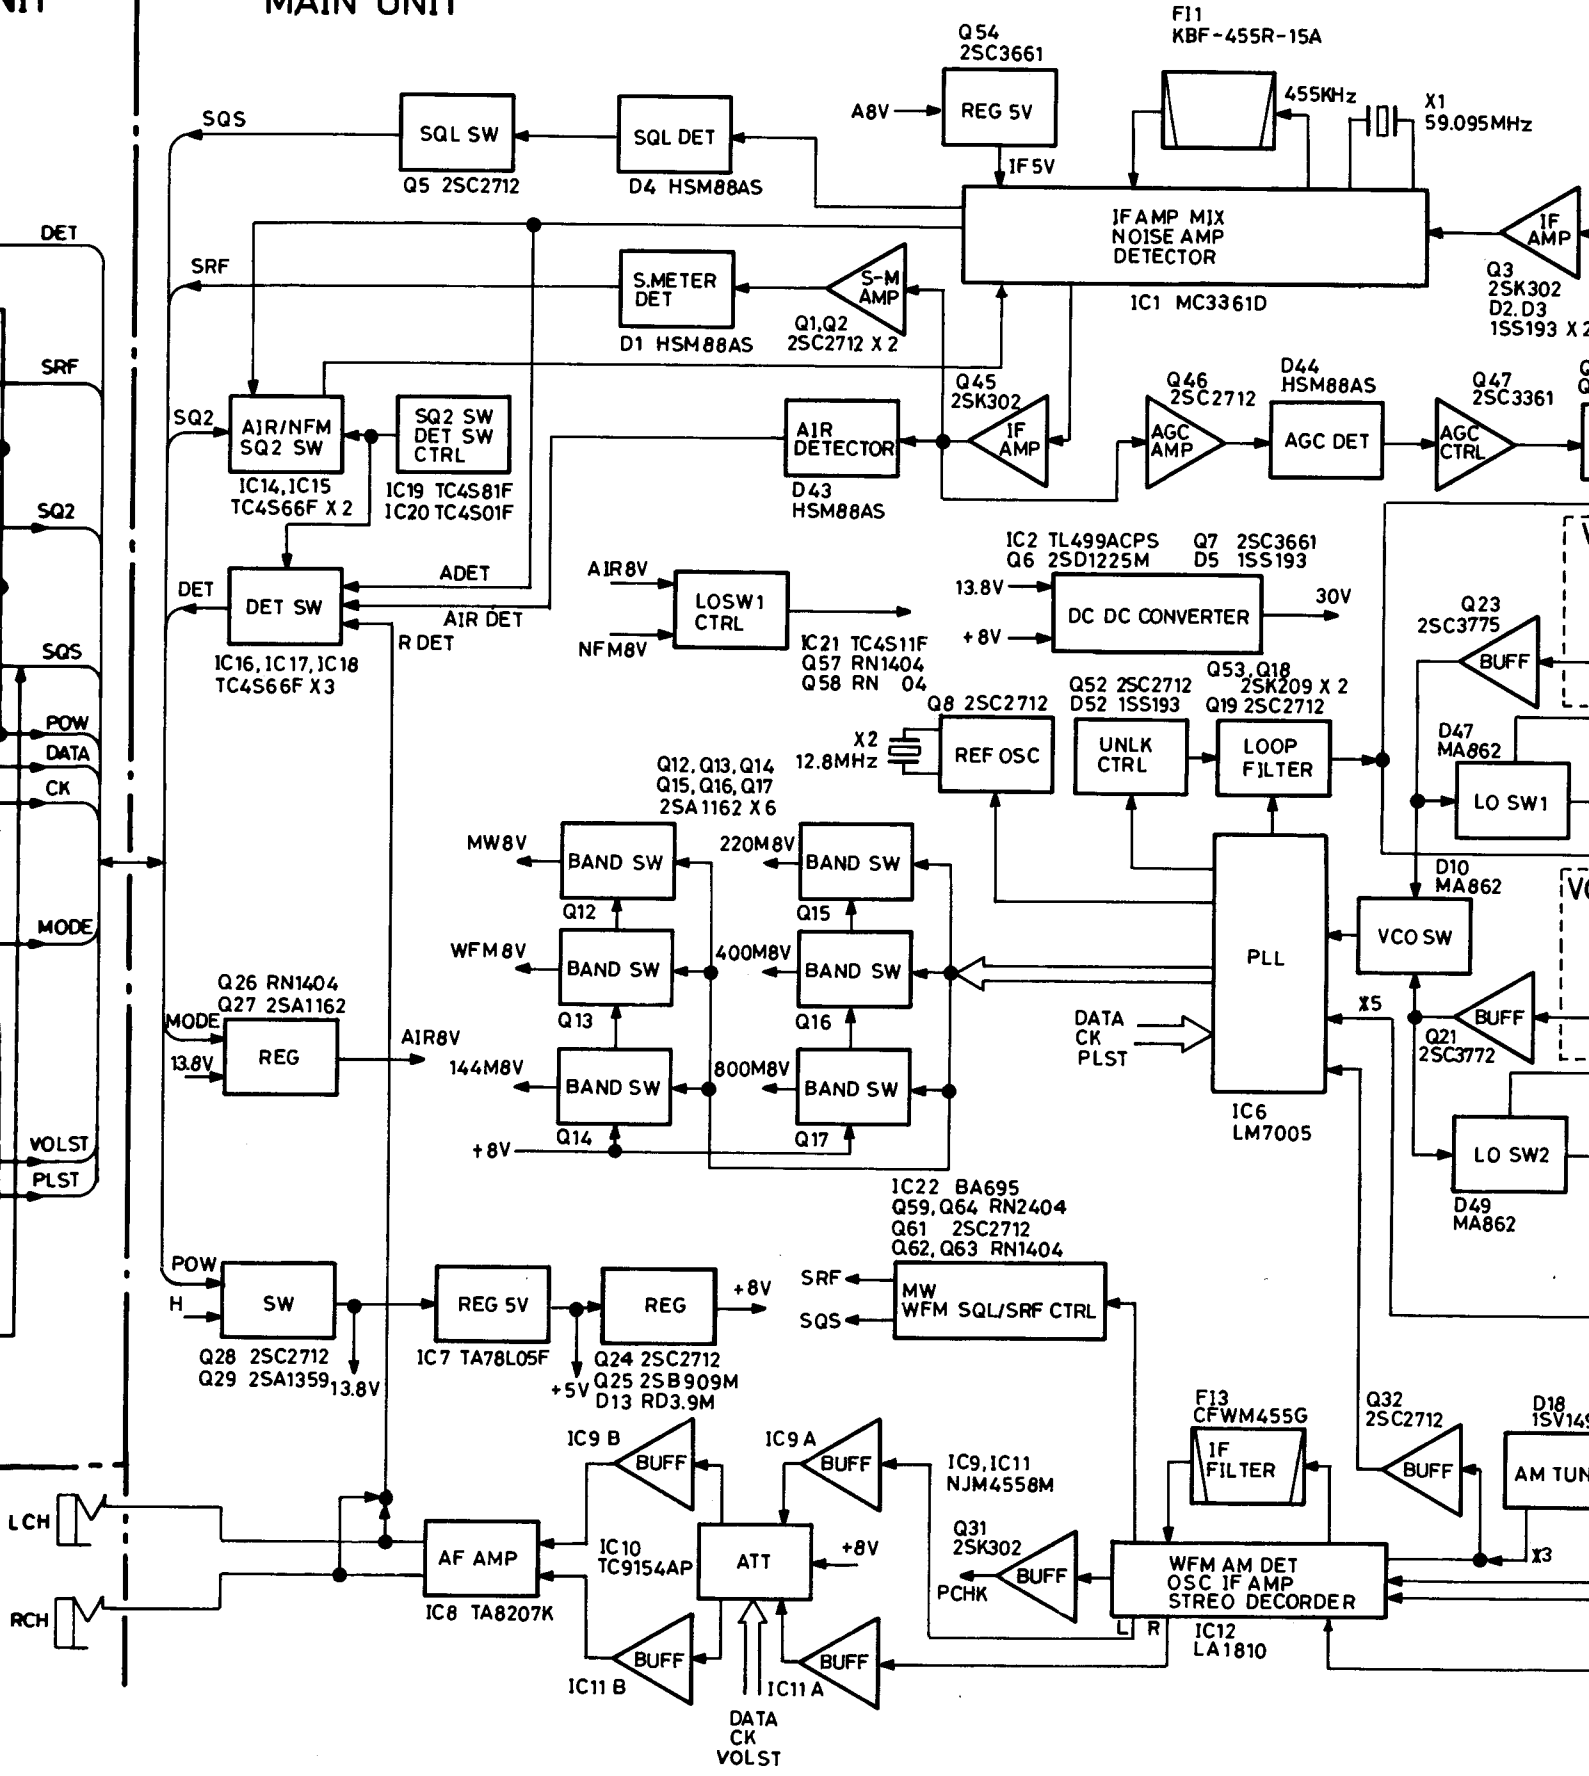 MAIN UNIT
Q54
2SC3661
REG 5V
A8V
IF5V
FI1
KBF-455R-15A
455KHz
X1
59.095MHz
SQS
SQL SW
Q5 2SC2712
SQL DET
D4 HSM88AS
IF AMP MIX
NOISE AMP
DETECTOR
IC1 MC3361D
IF
AMP
Q3
2SK302
D2.D3
1SS193 X 2
DET
SRF
S.METER
DET
D1 HSM88AS
S-M
AMP
Q1,Q2
2SC2712 X 2
SRF
SQ2
AIR/NFM
SQ2 SW
IC14,IC15
TC4S66F X 2
SQ2 SW
DET SW
CTRL
IC19 TC4S81F
IC20 TC4S01F
AIR
DETECTOR
D43
HSM88AS
Q45
2SK302
IF
AMP
Q46
2SC2712
AGC
AMP
D44
HSM88AS
AGC DET
Q47
2SC3361
AGC
CTRL
SQ2
DET
DET SW
IC16,IC17,IC18
TC4S66F X3
ADET
AIR DET
R DET
AIR8V
NFM8V
LOSW1
CTRL
IC21 TC4S11F
Q57 RN1404
Q58 RN 04
IC2 TL499ACPS
Q6 2SD1225M
Q7 2SC3661
D5 1SS193
13.8V
+8V
DC DC CONVERTER
30V
Q23
2SC3775
BUFF
SQS
POW
DATA
CK
MODE
VOLST
PLST
Q8 2SC2712
X2
12.8MHz
REF OSC
Q52 2SC2712
D52 1SS193
UNLK
CTRL
Q53,Q18
2SK209 X 2
Q19 2SC2712
LOOP
FILTER
D47
MA862
LO SW1
Q12,Q13,Q14
Q15,Q16,Q17
2SA1162 X 6
MW8V
BAND SW
Q12
220M8V
BAND SW
Q15
WFM8V
BAND SW
Q13
400M8V
BAND SW
Q16
144M8V
BAND SW
Q14
800M8V
BAND SW
Q17
+8V
PLL
IC6
LM7005
DATA
CK
PLST
D10
MA862
VCO SW
X5
BUFF
Q21
2SC3772
LO SW2
D49
MA862
Q26 RN1404
Q27 2SA1162
MODE
13.8V
REG
AIR8V
POW
H
SW
Q28 2SC2712
Q29 2SA1359
13.8V
REG 5V
IC7 TA78L05F
+5V
REG
+8V
Q24 2SC2712
Q25 2SB909M
D13 RD3.9M
IC22 BA695
Q59,Q64 RN2404
Q61 2SC2712
Q62,Q63 RN1404
SRF
SQS
MW
WFM SQL/SRF CTRL
IC9 B
BUFF
IC9 A
BUFF
IC9,IC11
NJM4558M
FI3
CFWM455G
IF
FILTER
Q32
2SC2712
BUFF
D18
AM TUN
X3
L CH
RCH
AF AMP
IC8 TA8207K
IC10
TC9154AP
ATT
+8V
Q31
2SK302
BUFF
PCHK
WFM AM DET
OSC IF AMP
STREO DECORDER
L R
IC12
LA1810
BUFF
IC11 B
BUFF
IC11 A
DATA
CK
VOLST